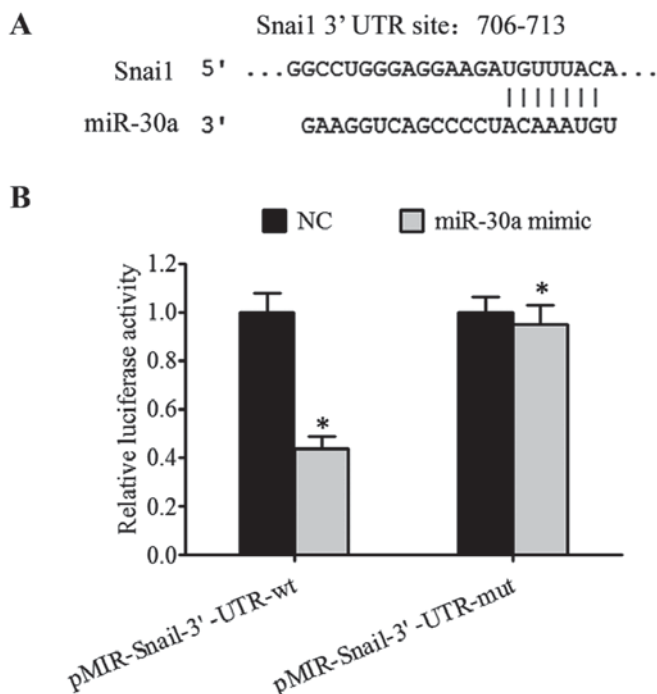 A
Snail 3' UTR site: 706-713
Snail 5' ...GGCCUGGGAGGAAGAUGUUUACA...
miR-30a 3' GAAGGUCAGCCCCUACAAAUGU
B
NC miR-30a mimic
Relative luciferase activity
1.2
1.0
0.8
0.6
0.4
0.2
0.0
*
*
pMIR-Snail-3'-UTR-wt
pMIR-Snail-3'-UTR-mut